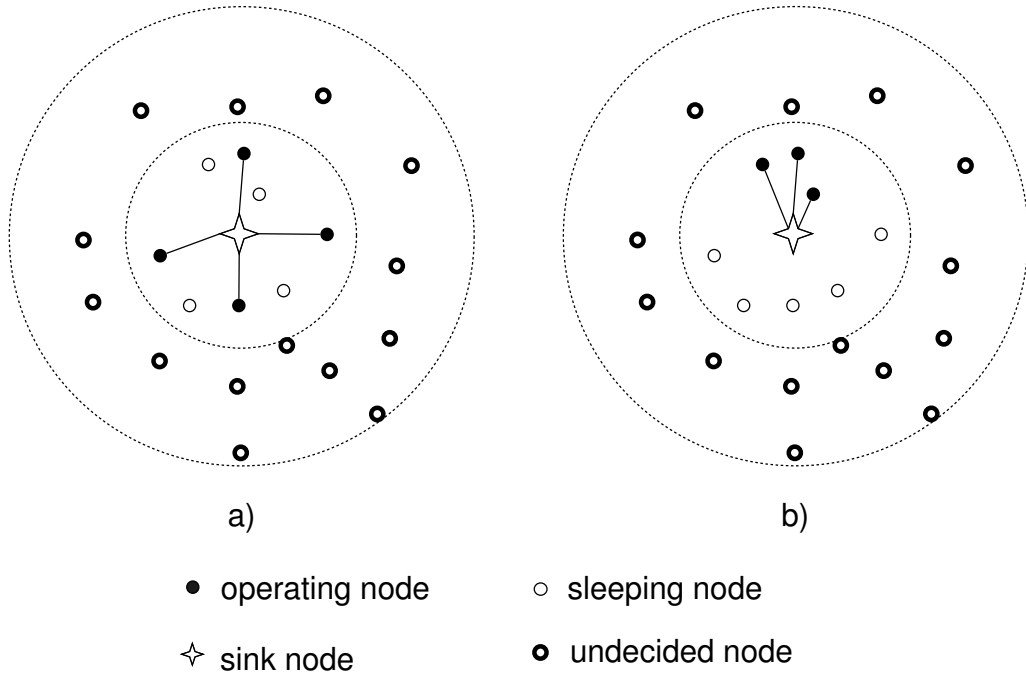 a) b)
operating node sleeping node
sink node undecided node